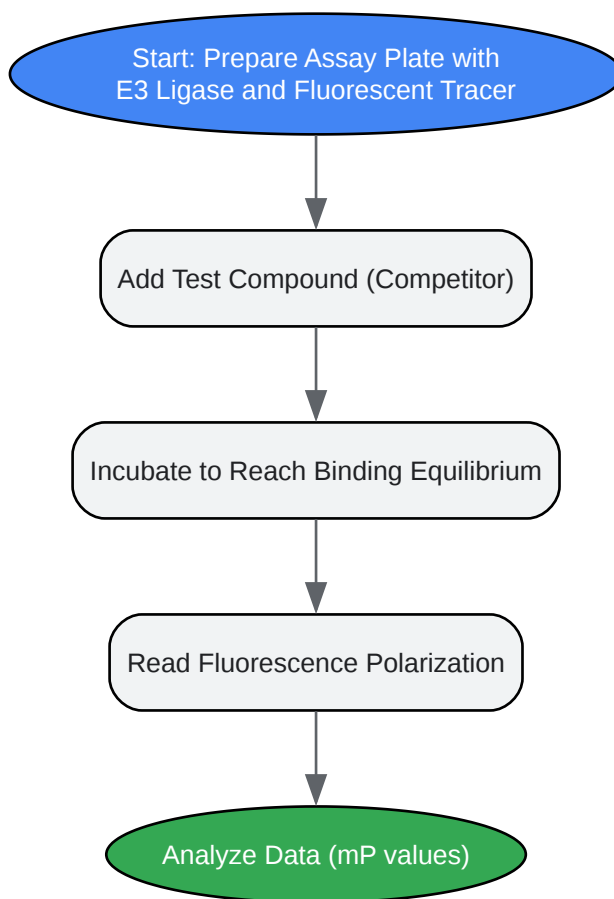 Start: Prepare Assay Plate with
E3 Ligase and Fluorescent Tracer
Add Test Compound (Competitor)
Incubate to Reach Binding Equilibrium
Read Fluorescence Polarization
Analyze Data (mP values)